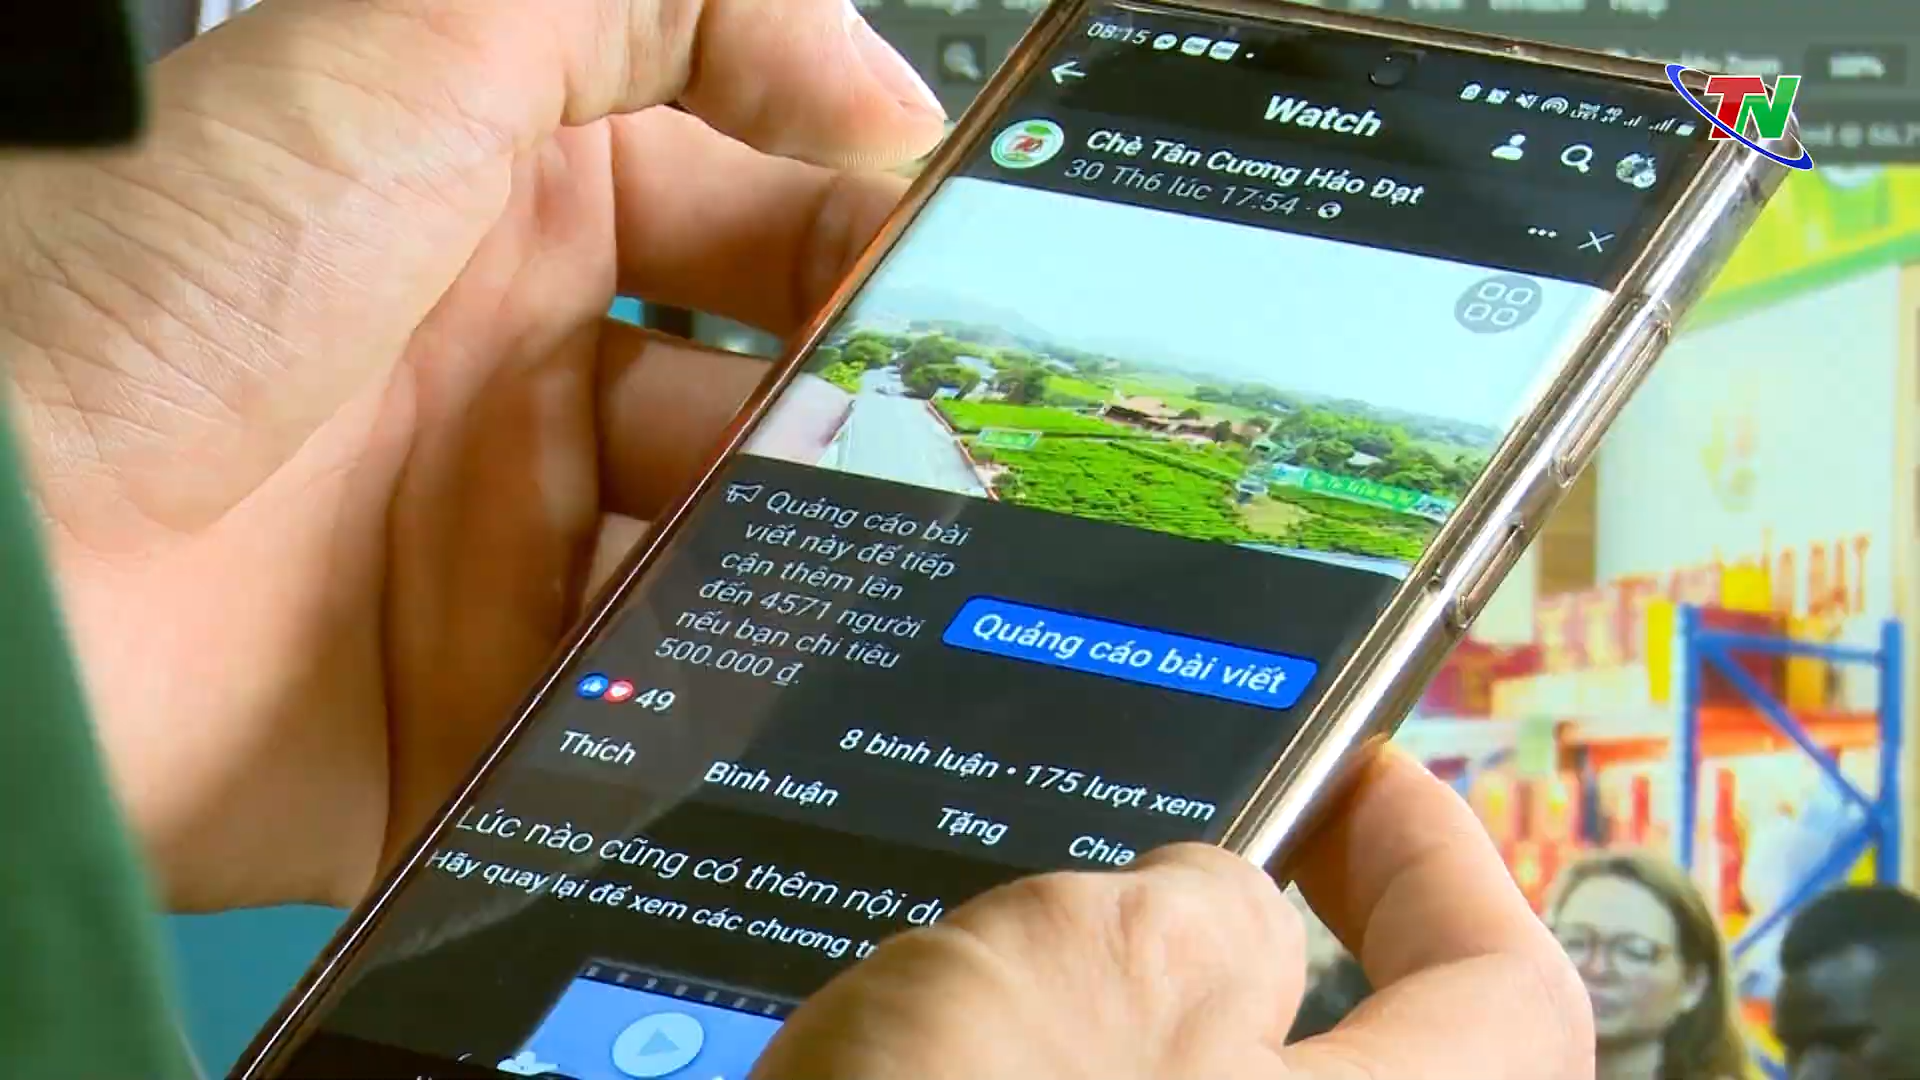 08:15
TN
Watch
Chè Tân Cương Hảo Đạt
30 Th6 lúc 17:54
Quảng cáo bài
viết này để tiếp
cận thêm lên
đến 4571 người
nếu bạn chi tiêu
500.000 ₫.
Quảng cáo bài viết
49
8 bình luận • 175 lượt xem
Thích
Bình luận
Tặng
Chia
Lúc nào cũng có thêm nội
Hãy quay lại để xem các chương